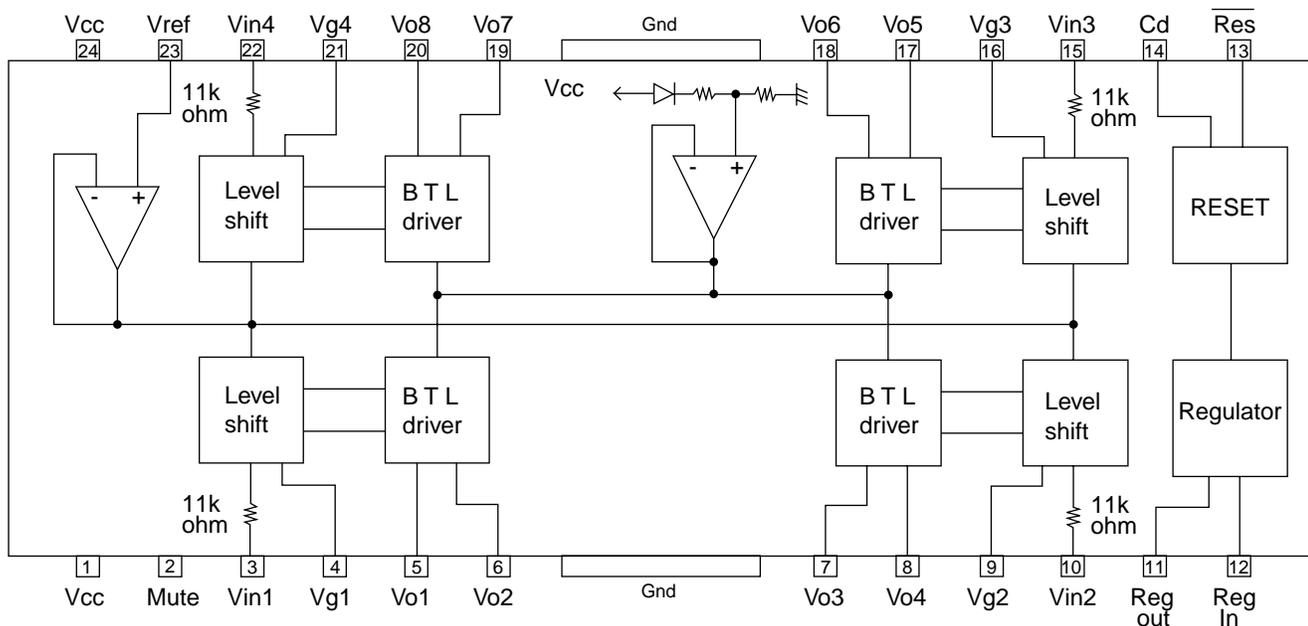 Vcc Vref Vin4 Vg4 Vo8 Vo7 Gnd Vo6 Vo5 Vg3 Vin3 Cd Res
24 23 22 21 20 19 18 17 16 15 14 13
11k
ohm
Vcc
11k
ohm
- +
Level
shift
B T L
driver
- +
B T L
driver
Level
shift
RESET
Level
shift
B T L
driver
B T L
driver
Level
shift
Regulator
11k
ohm
11k
ohm
1 2 3 4 5 6 7 8 9 10 11 12
Vcc Mute Vin1 Vg1 Vo1 Vo2 Gnd Vo3 Vo4 Vg2 Vin2 Reg
out
Reg
In